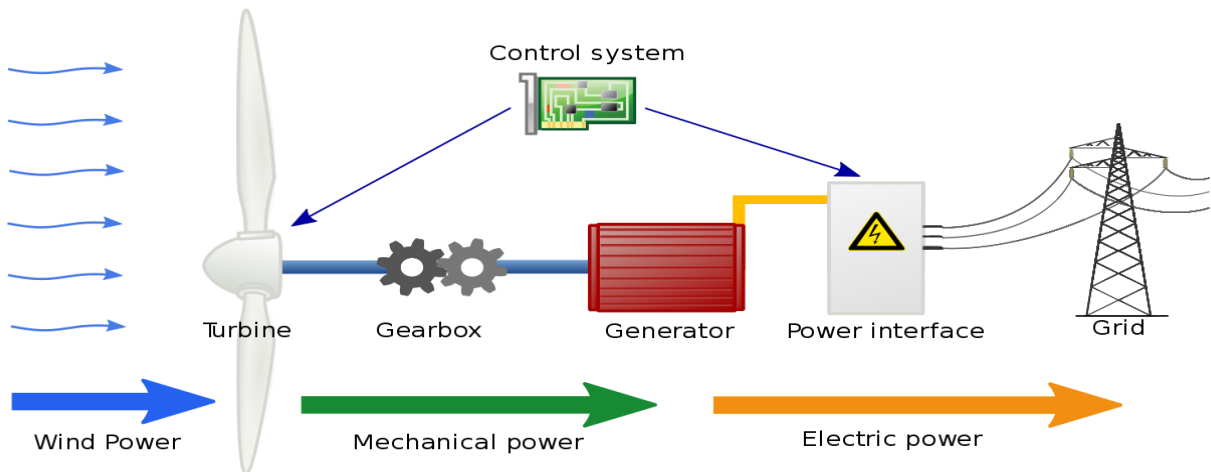 Control system
Turbine
Gearbox
Generator
Power interface
Grid
Wind Power
Mechanical power
Electric power